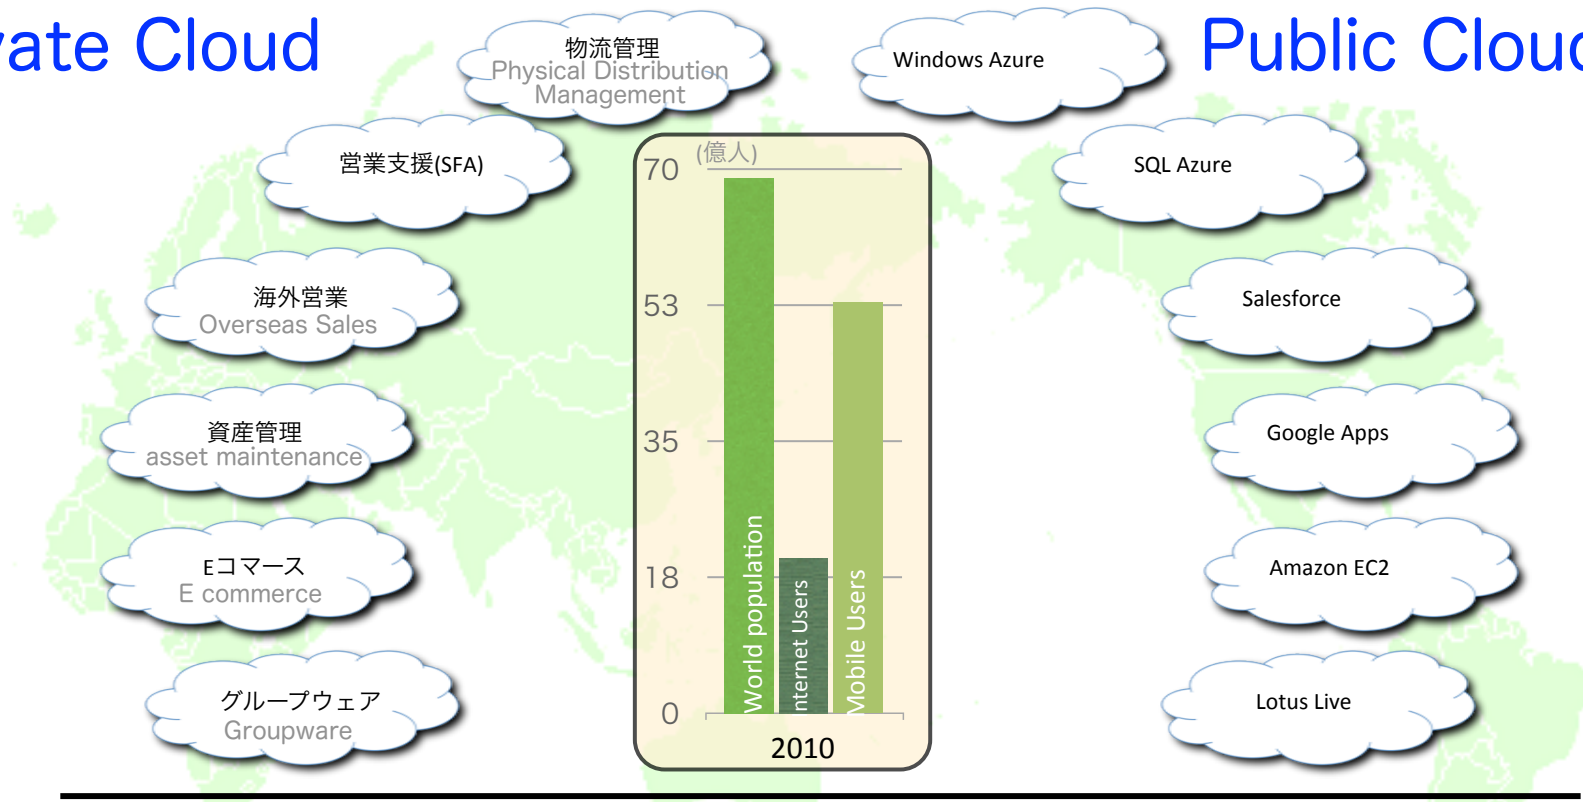 vate Cloud
Public Cloud
物流管理
Physical Distribution
Management
Windows Azure
営業支援(SFA)
SQL Azure
海外営業
Overseas Sales
Salesforce
資産管理
asset maintenance
Google Apps
Eコマース
E commerce
Amazon EC2
グループウェア
Groupware
Lotus Live
(億人)
70
53
35
18
0
World population
Internet Users
Mobile Users
2010